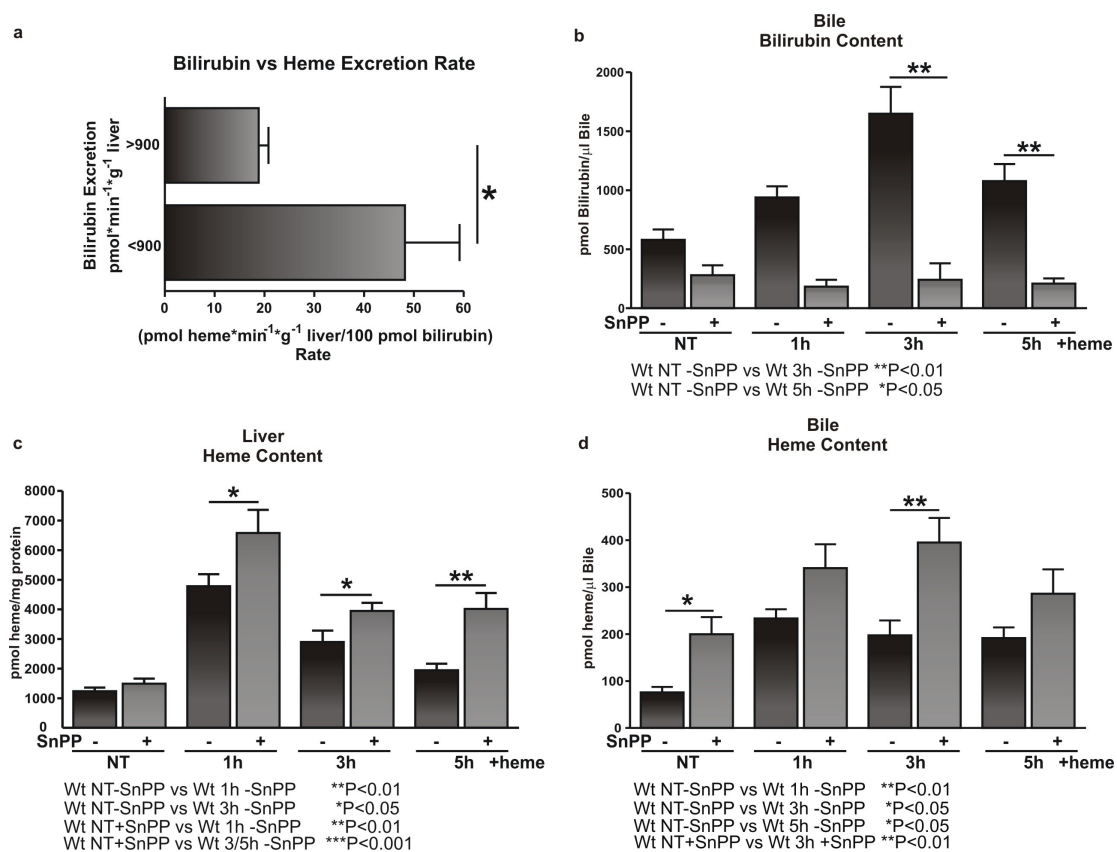 a
Bilirubin vs Heme Excretion Rate
Bilirubin Excretion
pmol*min⁻¹*g⁻¹ liver
>900
<900
0 10 20 30 40 50 60
(pmol heme*min⁻¹*g⁻¹ liver/100 pmol bilirubin)
Rate
*
b
Bile
Bilirubin Content
pmol Bilirubin/µl Bile
2000
1500
1000
500
0
** **
SnPP - + - + - + - +
NT 1h 3h 5h +heme
Wt NT -SnPP vs Wt 3h -SnPP **P<0.01
Wt NT -SnPP vs Wt 5h -SnPP *P<0.05
c
Liver
Heme Content
pmol heme/mg protein
8000
7000
6000
5000
4000
3000
2000
1000
0
* * **
SnPP - + - + - + - +
NT 1h 3h 5h +heme
Wt NT-SnPP vs Wt 1h -SnPP **P<0.01
Wt NT-SnPP vs Wt 3h -SnPP *P<0.05
Wt NT+SnPP vs Wt 1h -SnPP **P<0.01
Wt NT+SnPP vs Wt 3/5h -SnPP ***P<0.001
d
Bile
Heme Content
pmol heme/µl Bile
500
400
300
200
100
0
* **
SnPP - + - + - + - +
NT 1h 3h 5h +heme
Wt NT-SnPP vs Wt 1h -SnPP **P<0.01
Wt NT-SnPP vs Wt 3h -SnPP *P<0.05
Wt NT-SnPP vs Wt 5h -SnPP *P<0.05
Wt NT+SnPP vs Wt 3h +SnPP **P<0.01